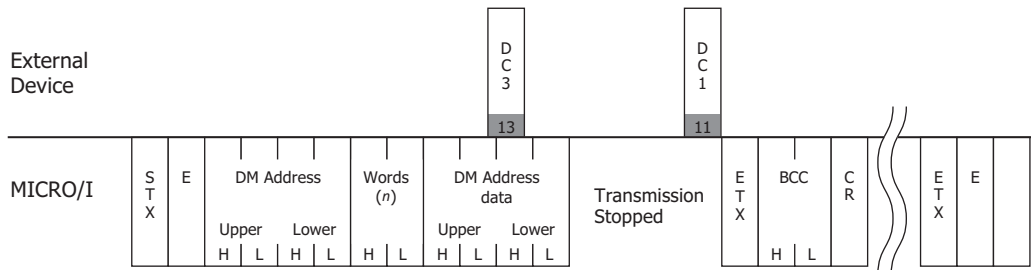 D
C
3
D
C
1
External
Device
13
11
MICRO/I
S
T
X
E
DM Address
Words
(n)
DM Address
data
Transmission
Stopped
E
T
X
BCC
C
R
E
T
X
E
Upper Lower
Upper Lower
H L H L H L H L H L
H L